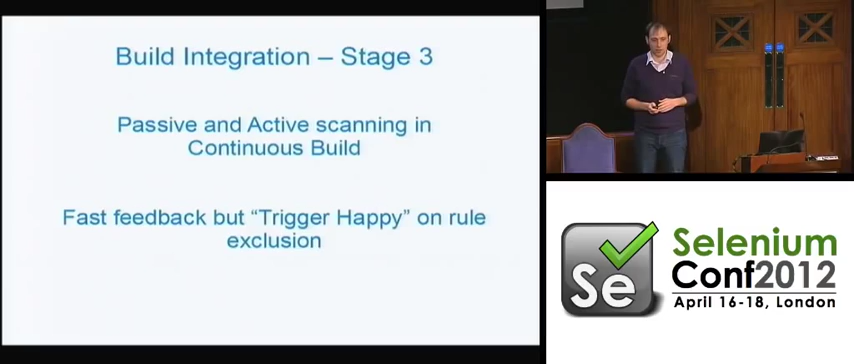 Build Integration – Stage 3
Passive and Active scanning in
Continuous Build
Fast feedback but “Trigger Happy” on rule
exclusion
Se
Selenium
Conf2012
April 16-18, London